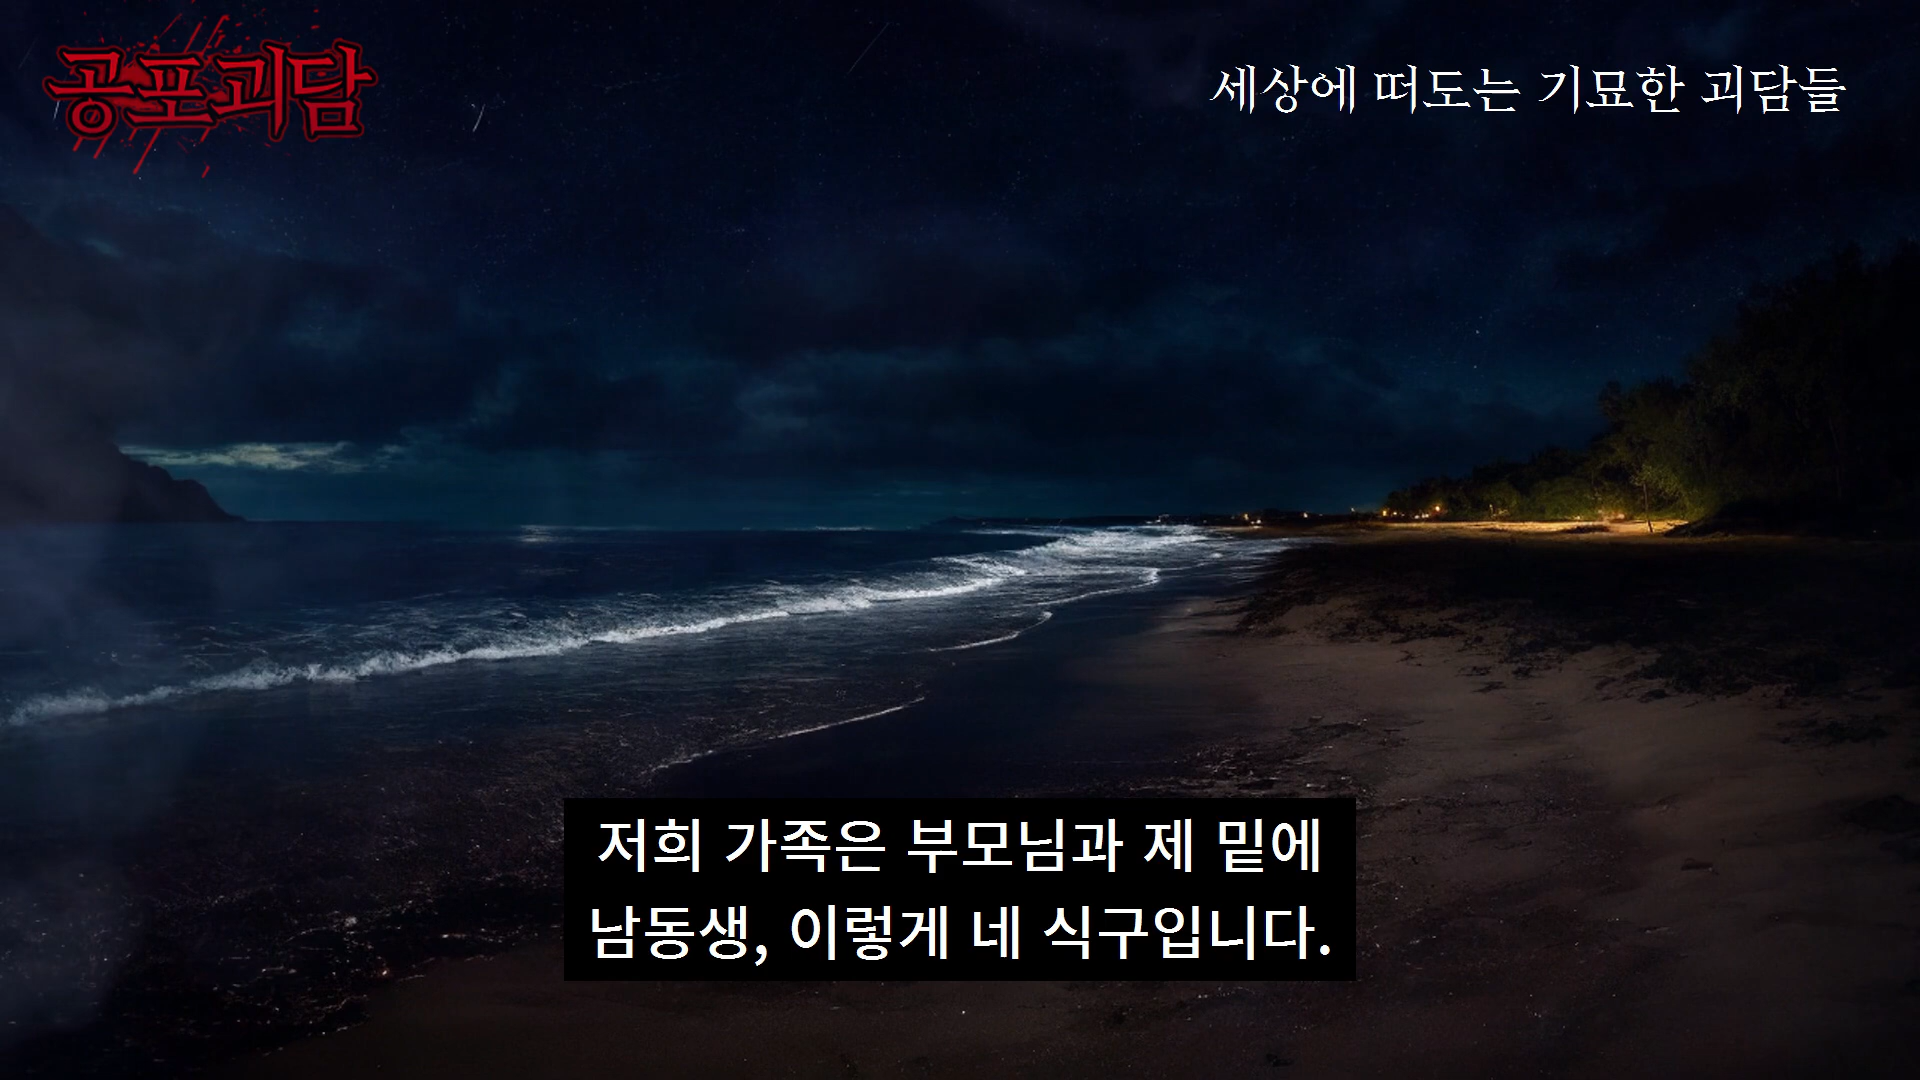 공포괴담
세상에 떠도는 기묘한 괴담들
저희 가족은 부모님과 제 밑에
남동생, 이렇게 네 식구입니다.